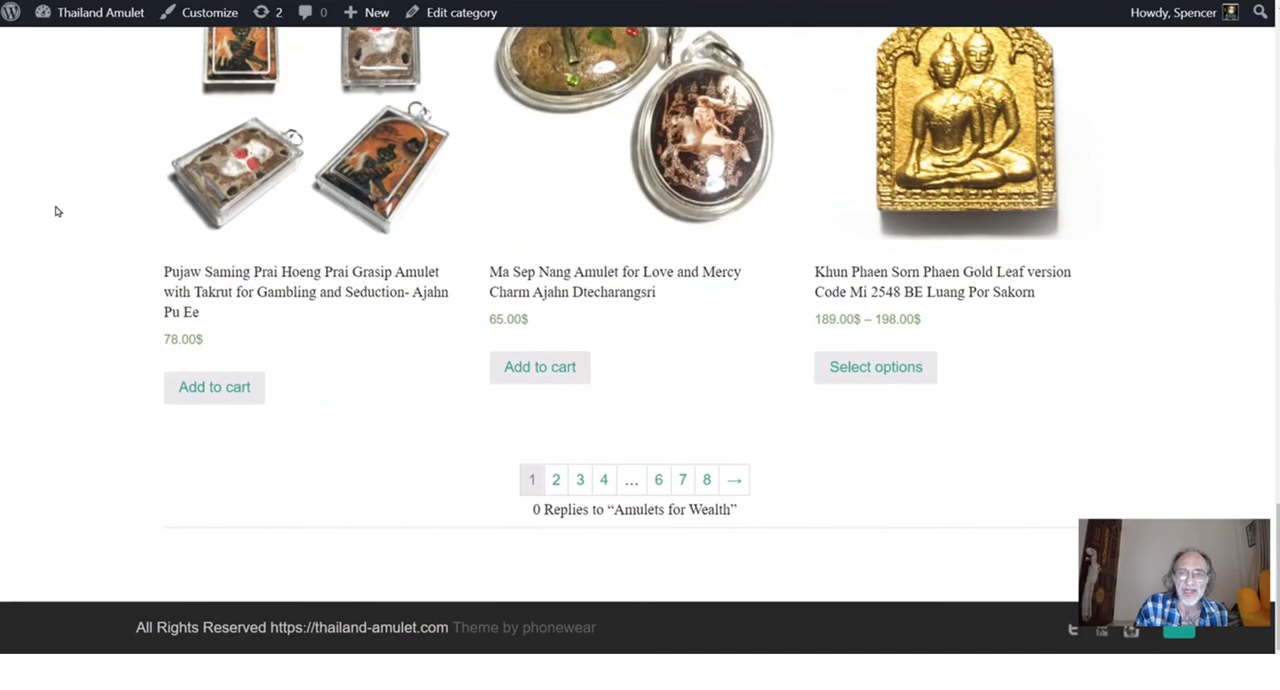 Thailand Amulet Customize 2 0 New Edit category Howdy, Spencer
Pujaw Saming Prai Hoeng Prai Grasip Amulet
with Takrut for Gambling and Seduction- Ajahn
Pu Ee
78.00$
Add to cart
Ma Sep Nang Amulet for Love and Mercy
Charm Ajahn Dtecharangsri
65.00$
Add to cart
Khun Phaen Sorn Phaen Gold Leaf version
Code Mi 2548 BE Luang Por Sakorn
189.00$ – 198.00$
Select options
1 2 3 4 … 6 7 8 →
0 Replies to “Amulets for Wealth”
All Rights Reserved https://thailand-amulet.com Theme by phonewear